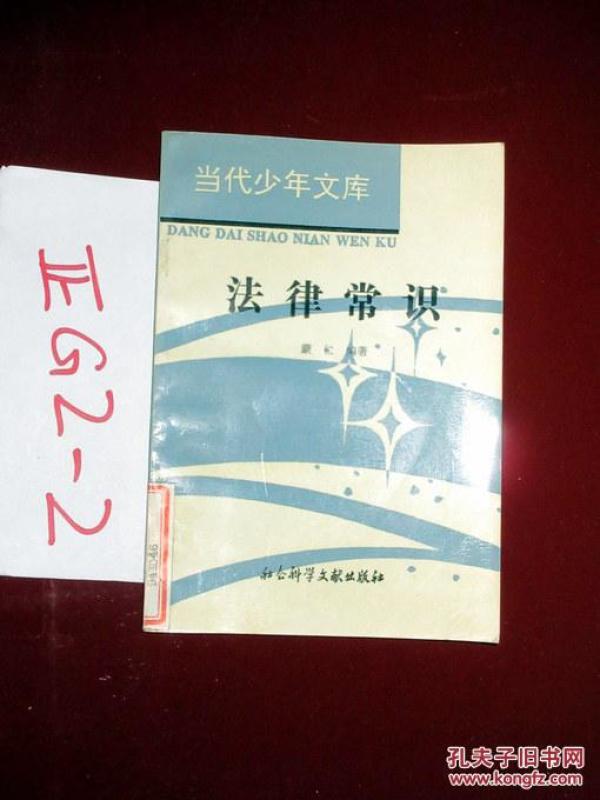 当代少年文库
DANG DAI SHAO NIAN WEN KU
法律常识
编著
社会科学文献出版社
正G2-2
孔夫子旧书网
www.kongfz.com